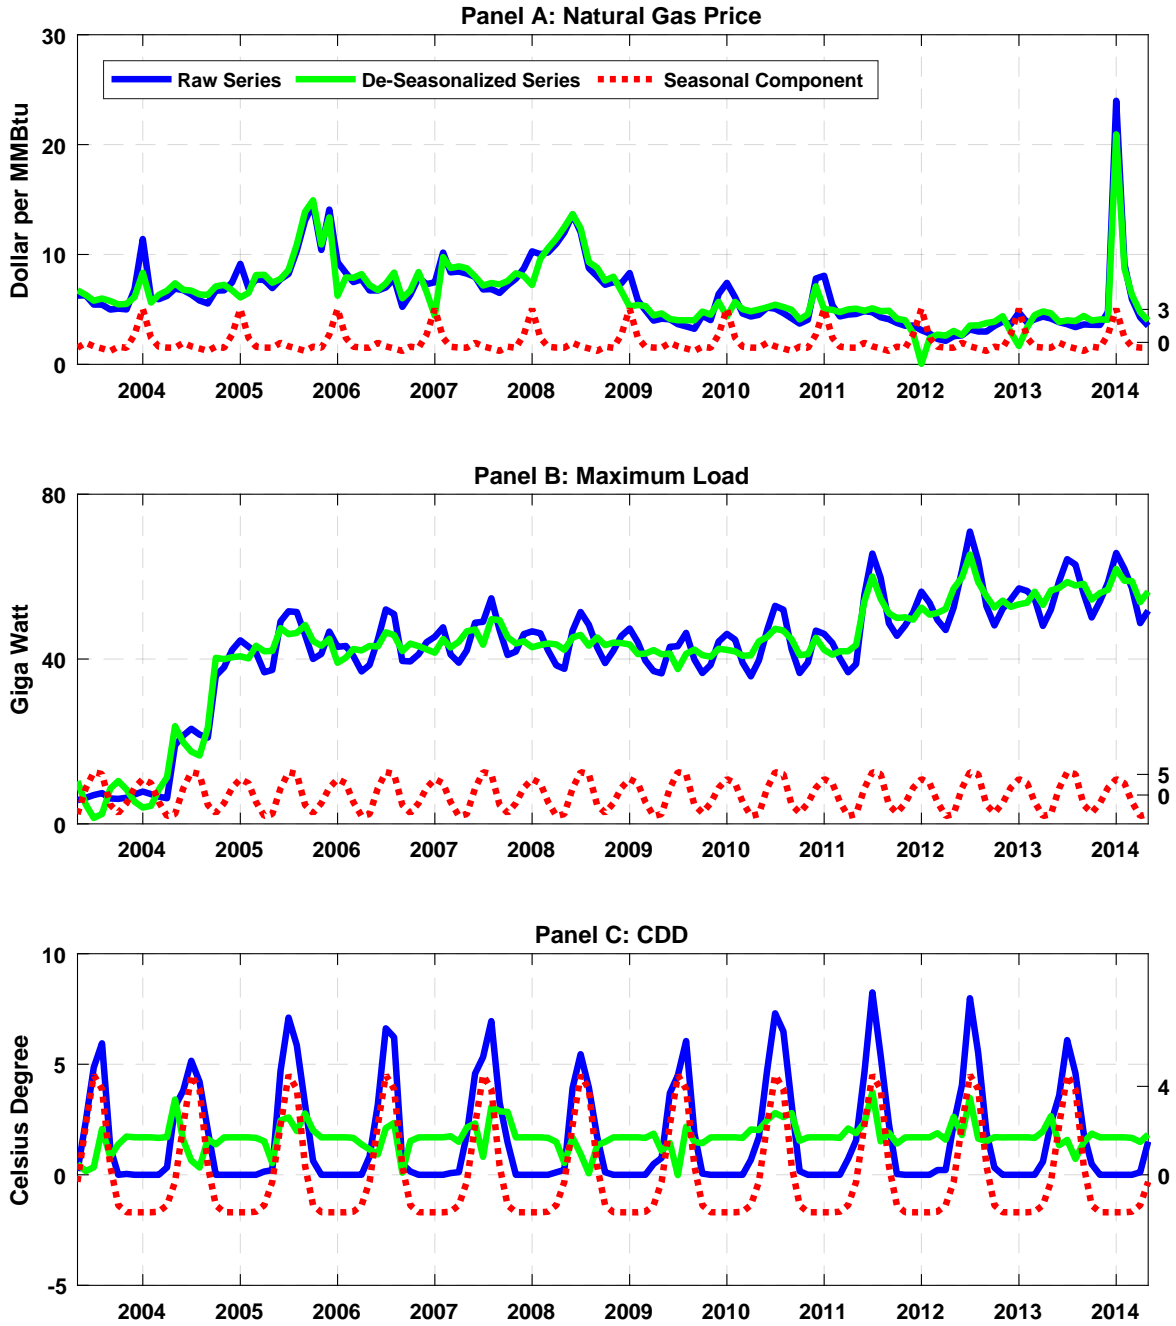 Panel A: Natural Gas Price
30
Raw Series De-Seasonalized Series Seasonal Component
20
Dollar per MMBtu
10
3
0
0
2004 2005 2006 2007 2008 2009 2010 2011 2012 2013 2014
Panel B: Maximum Load
80
Giga Watt
40
5
0
0
2004 2005 2006 2007 2008 2009 2010 2011 2012 2013 2014
Panel C: CDD
10
Celsius Degree
5
4
0
0
-5
2004 2005 2006 2007 2008 2009 2010 2011 2012 2013 2014